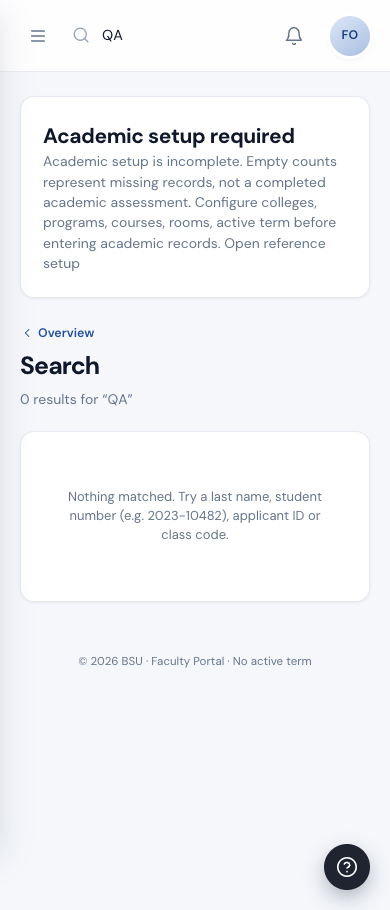 QA
FO
Academic setup required
Academic setup is incomplete. Empty counts
represent missing records, not a completed
academic assessment. Configure colleges,
programs, courses, rooms, active term before
entering academic records. Open reference
setup
Overview
Search
0 results for “QA”
Nothing matched. Try a last name, student
number (e.g. 2023-10482), applicant ID or
class code.
© 2026 BSU · Faculty Portal · No active term